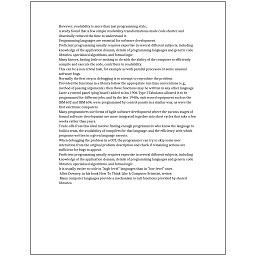 However, readability is more than just programming style.
a study found that a few simple readability transformations made code shorter and
drastically reduced the time to understand it.
Programming languages are essential for software development.
Proficient programming usually requires expertise in several different subjects, including
knowledge of the application domain, details of programming languages and generic code
libraries, specialized algorithms, and formal logic.
Many factors, having little or nothing to do with the ability of the computer to efficiently
compile and execute the code, contribute to readability.
This can be a non-trivial task, for example as with parallel processes or some unusual
software bugs.
Normally the first step in debugging is to attempt to reproduce the problem.
Provided the functions in a library follow the appropriate run-time conventions (e.g.,
method of passing arguments), then these functions may be written in any other language.
Later a control panel (plug board) added to his 1906 Type I Tabulator allowed it to be
programmed for different jobs, and by the late 1940s, unit record equipment such as the
IBM 602 and IBM 604, were programmed by control panels in a similar way, as were the
first electronic computers.
Many programmers use forms of Agile software development where the various stages of
formal software development are more integrated together into short cycles that take a few
weeks rather than years.
Trade-offs from this ideal involve finding enough programmers who know the language to
build a team, the availability of compilers for that language, and the efficiency with which
programs written in a given language execute.
When debugging the problem in a GUI, the programmer can try to skip some user
interaction from the original problem description and check if remaining actions are
sufficient for bugs to appear.
Proficient programming usually requires expertise in several different subjects, including
knowledge of the application domain, details of programming languages and generic code
libraries, specialized algorithms, and formal logic.
It is usually easier to code in "high-level" languages than in "low-level" ones.
Allen Downey, in his book How To Think Like A Computer Scientist, writes:
Many computer languages provide a mechanism to call functions provided by shared
libraries.